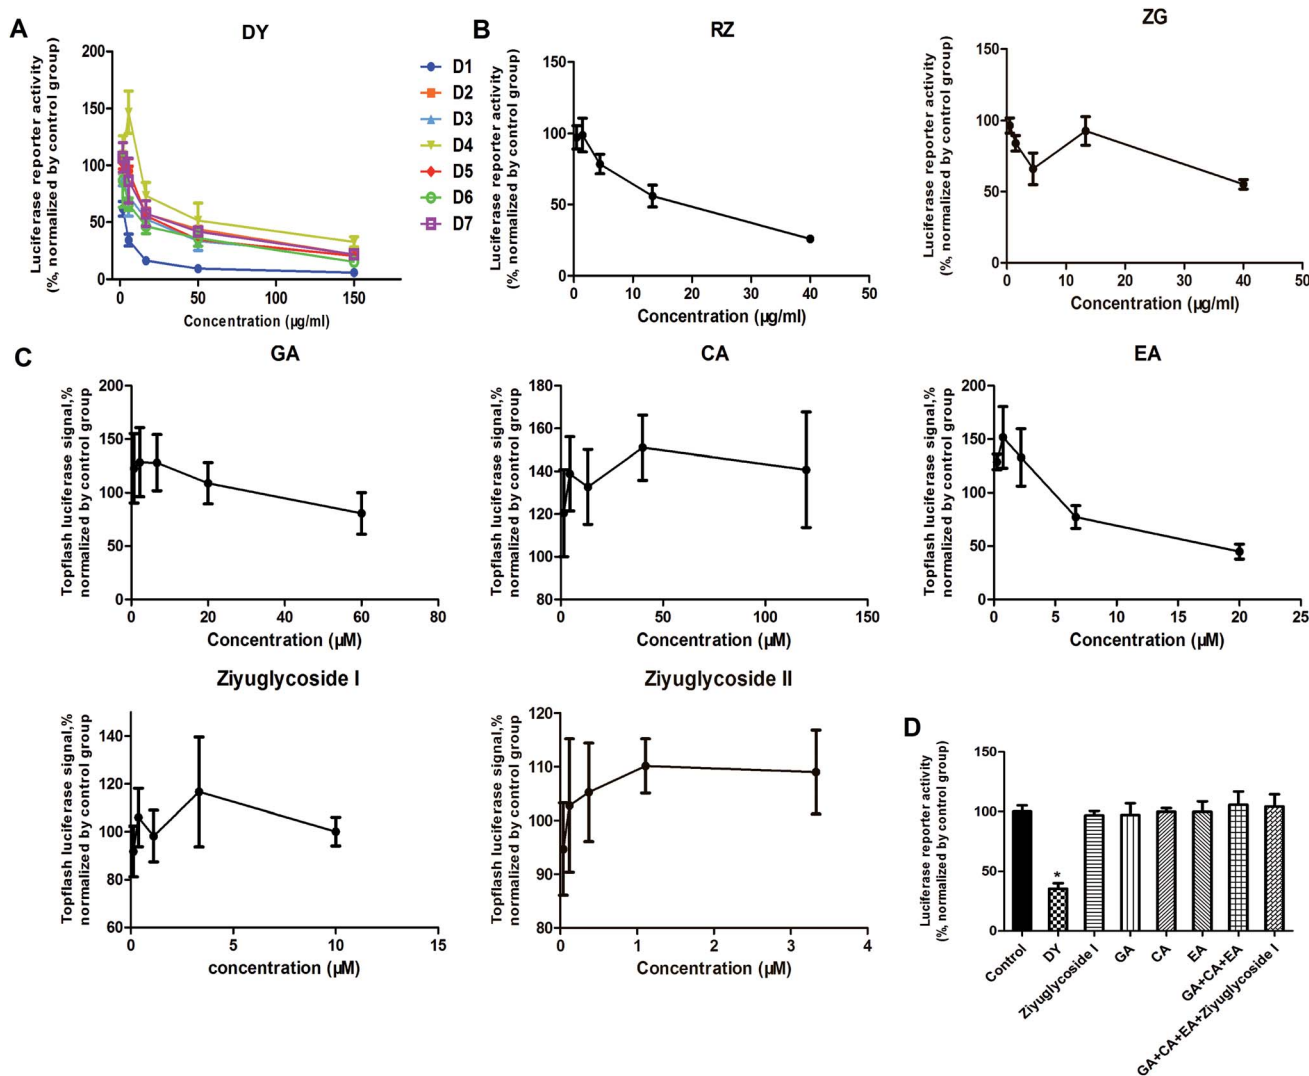 A
DY
Luciferase reporter activity
(%, normalized by control group)
200
150
100
50
0
0
50
100
150
Concentration (µg/ml)
D1
D2
D3
D4
D5
D6
D7
B
RZ
Luciferase reporter activity
(%, normalized by control group)
150
100
50
0
0
10
20
30
40
50
Concentration (µg/ml)
ZG
Luciferase reporter activity
(%, normalized by control group)
150
100
50
0
0
10
20
30
40
50
Concentration (µg/ml)
C
GA
Topflash luciferase signal,%
normalized by control group
200
150
100
50
0
0
20
40
60
80
Concentration (µM)
CA
Topflash luciferase signal,%
normalized by control group
180
160
140
120
100
80
0
50
100
150
Concentration (µM)
EA
Topflash luciferase signal,%
normalized by control group
200
150
100
50
0
0
5
10
15
20
25
Concentration (µM)
Ziyuglycoside I
Topflash luciferase signal,%
normalized by control group
140
120
100
80
60
0
5
10
15
concentration (µM)
Ziyuglycoside II
Topflash luciferase signal,%
normalized by control group
120
110
100
90
80
0
1
2
3
4
Concentration (µM)
D
Luciferase reporter activity
(%, normalized by control group)
150
100
50
0
*
Control
DY
Ziyuglycoside I
GA
CA
EA
GA+CA+EA
GA+CA+EA+Ziyuglycoside I